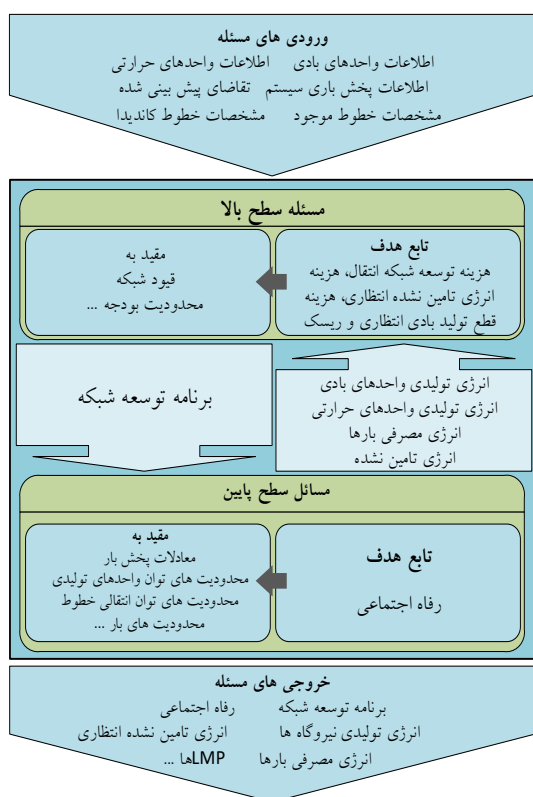 ورودی های مسئله
اطلاعات واحدهای بادی اطلاعات واحدهای حرارتی
اطلاعات پخش باری سیستم تقاضای پیش بینی شده
مشخصات خطوط موجود مشخصات خطوط کاندیدا
مسئله سطح بالا
تابع هدف
هزینه توسعه شبکه انتقال، هزینه
انرژی تامین نشده انتظاری، هزینه
قطع تولید بادی انتظاری و ریسک
مقید به
قیود شبکه
محدودیت بودجه ...
انرژی تولیدی واحدهای بادی
انرژی تولیدی واحدهای حرارتی
انرژی مصرفی بارها
انرژی تامین نشده
برنامه توسعه شبکه
مسائل سطح پایین
تابع هدف
رفاه اجتماعی
مقید به
معادلات پخش بار
محدودیت های توان واحدهای تولیدی
محدودیت های توان انتقالی خطوط
محدودیت های بار ...
خروجی های مسئله
برنامه توسعه شبکه رفاه اجتماعی
انرژی تولیدی نیروگاه ها انرژی تامین نشده انتظاری
انرژی مصرفی بارها LMPها ...